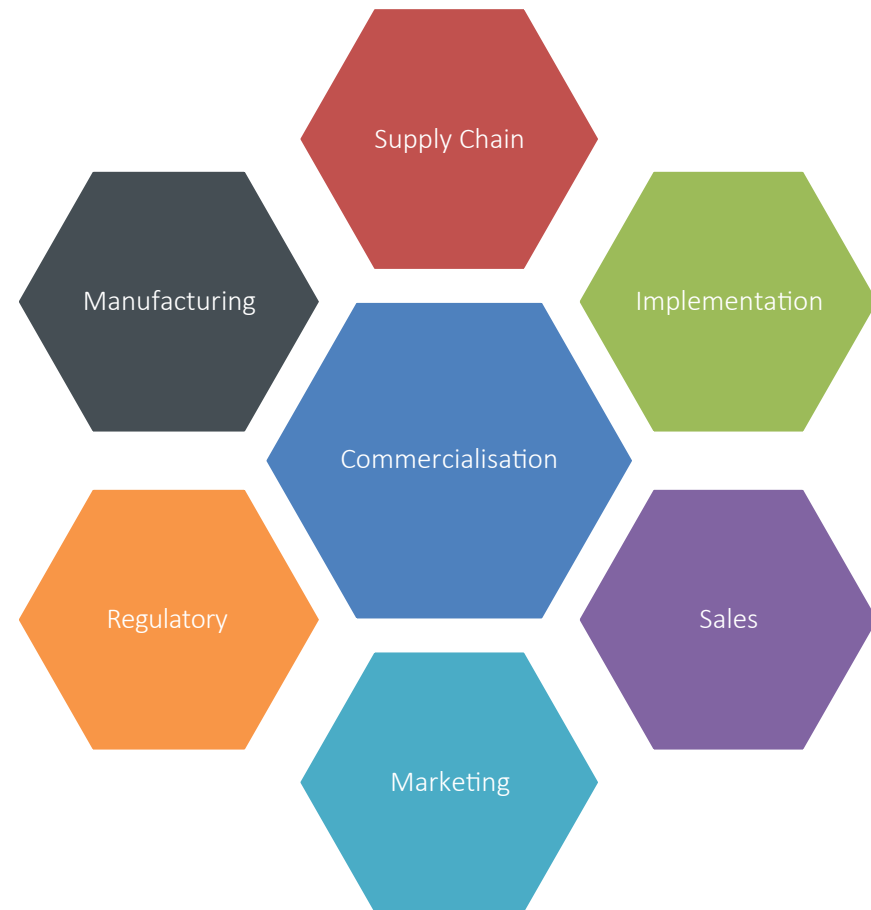 Supply Chain
Manufacturing
Implementation
Commercialisation
Regulatory
Sales
Marketing